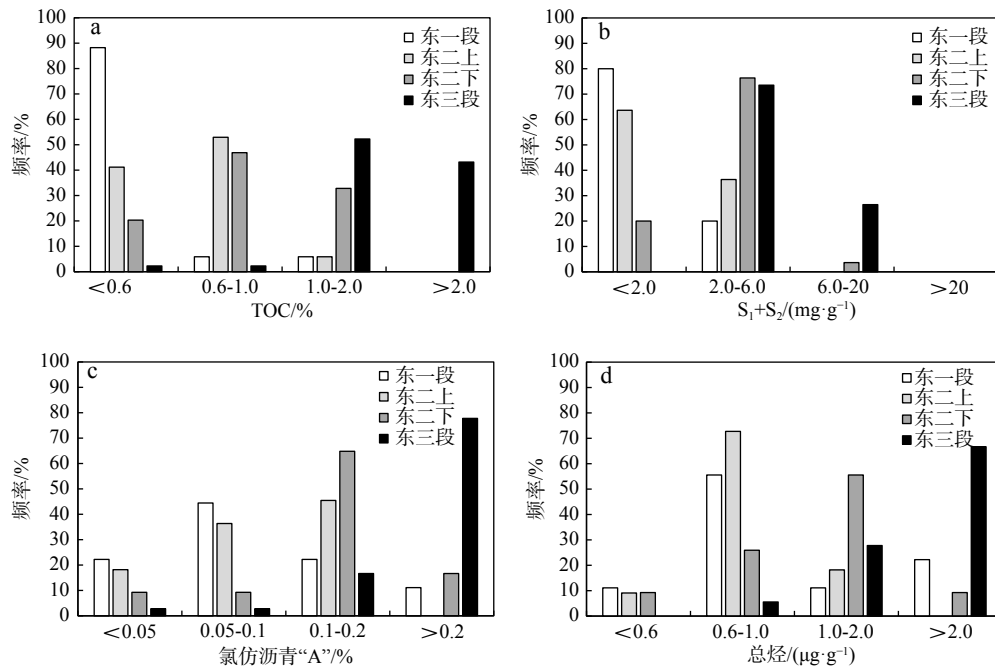 a
100
90
80
70
60
50
40
30
20
10
0
频率/%
东一段
东二上
东二下
东三段
<0.6
0.6-1.0
1.0-2.0
>2.0
TOC/%
b
100
90
80
70
60
50
40
30
20
10
0
频率/%
东一段
东二上
东二下
东三段
<2.0
2.0-6.0
6.0-20
>20
S₁+S₂/(mg·g⁻¹)
c
100
90
80
70
60
50
40
30
20
10
0
频率/%
东一段
东二上
东二下
东三段
<0.05
0.05-0.1
0.1-0.2
>0.2
氯仿沥青“A”/%
d
100
90
80
70
60
50
40
30
20
10
0
频率/%
东一段
东二上
东二下
东三段
<0.6
0.6-1.0
1.0-2.0
>2.0
总烃/(μg·g⁻¹)